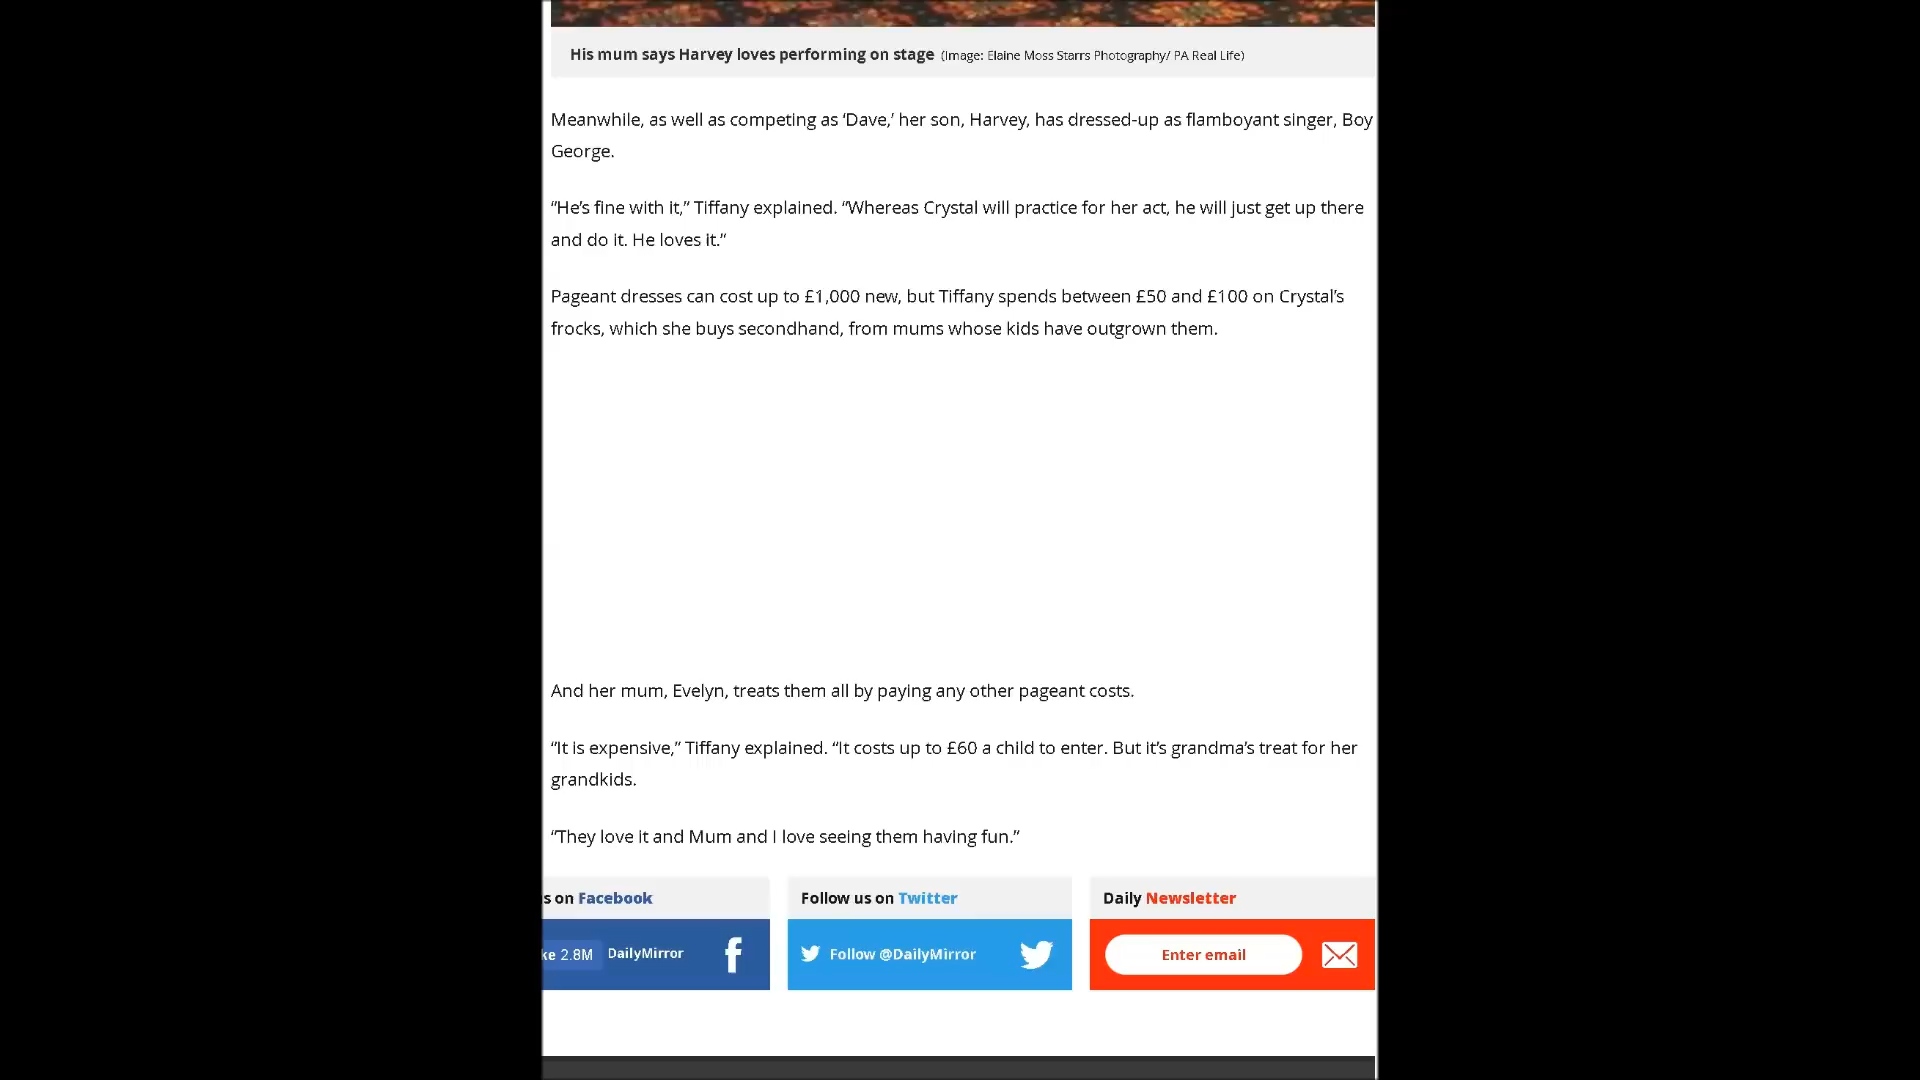 His mum says Harvey loves performing on stage (Image: Elaine Moss Starrs Photography/ PA Real Life)
Meanwhile, as well as competing as ‘Dave,’ her son, Harvey, has dressed-up as flamboyant singer, Boy
George.
“He’s fine with it,” Tiffany explained. “Whereas Crystal will practice for her act, he will just get up there
and do it. He loves it.”
Pageant dresses can cost up to £1,000 new, but Tiffany spends between £50 and £100 on Crystal’s
frocks, which she buys secondhand, from mums whose kids have outgrown them.
And her mum, Evelyn, treats them all by paying any other pageant costs.
“It is expensive,” Tiffany explained. “It costs up to £60 a child to enter. But it’s grandma’s treat for her
grandkids.
“They love it and Mum and I love seeing them having fun.”
s on Facebook
Follow us on Twitter
Daily Newsletter
ke 2.8M DailyMirror
Follow @DailyMirror
Enter email